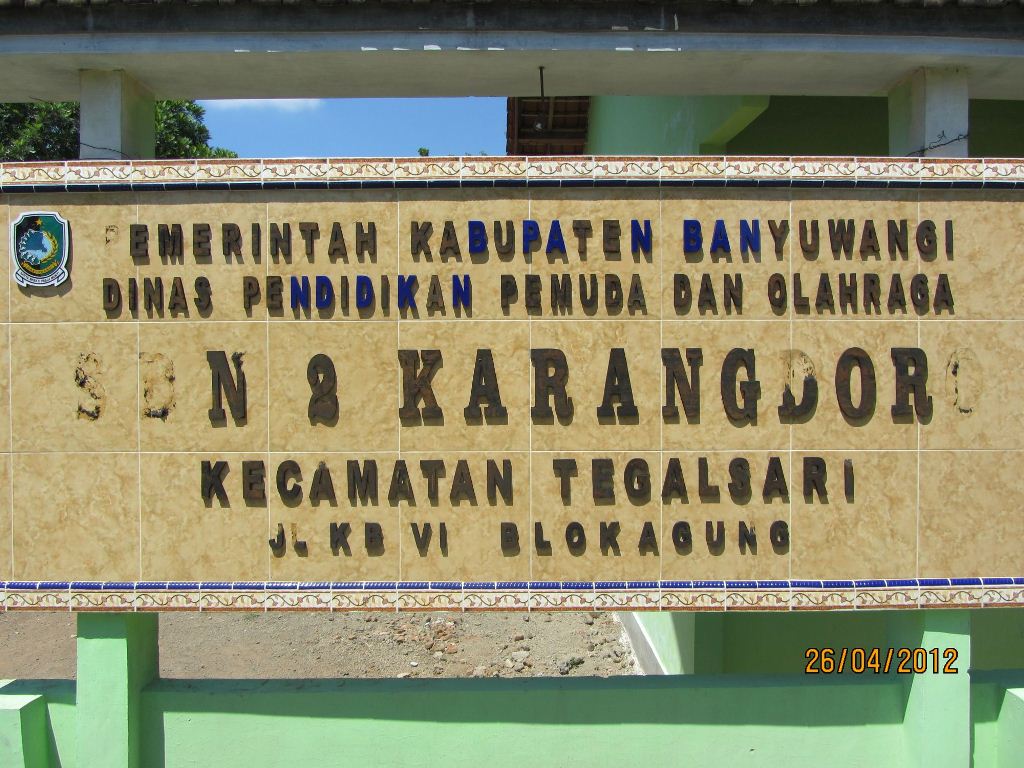 PEMERINTAH KABUPATEN BANYUWANGI
DINAS PENDIDIKAN PEMUDA DAN OLAHRAGA
SDN 2 KARANGDORO
KECAMATAN TEGALSARI
JL KB VI BLOKAGUNG
26/04/2012